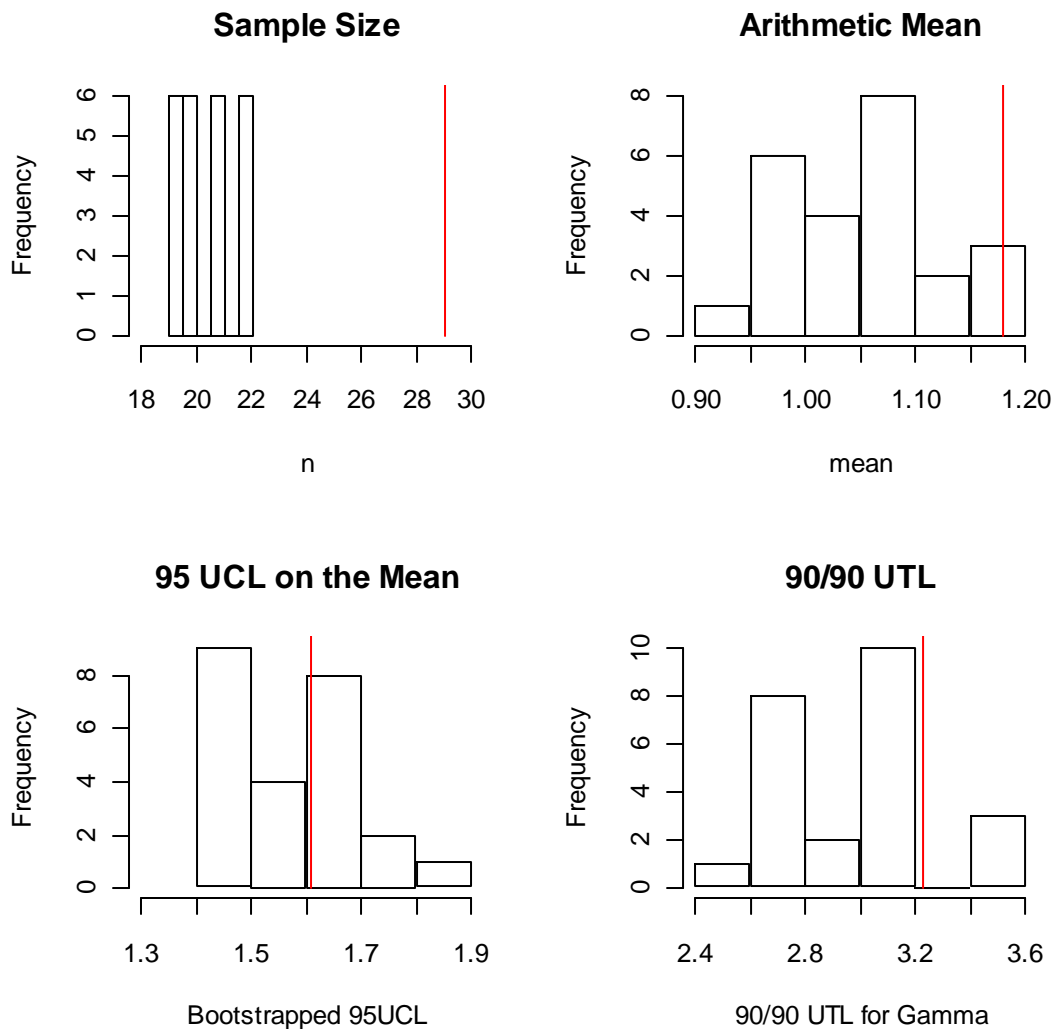 Sample Size
Frequency
0 1 2 3 4 5 6
18 20 22 24 26 28 30
n
Arithmetic Mean
Frequency
0 2 4 6 8
0.90 1.00 1.10 1.20
mean
95 UCL on the Mean
Frequency
0 2 4 6 8
1.3 1.5 1.7 1.9
Bootstrapped 95UCL
90/90 UTL
Frequency
0 2 4 6 8 10
2.4 2.8 3.2 3.6
90/90 UTL for Gamma